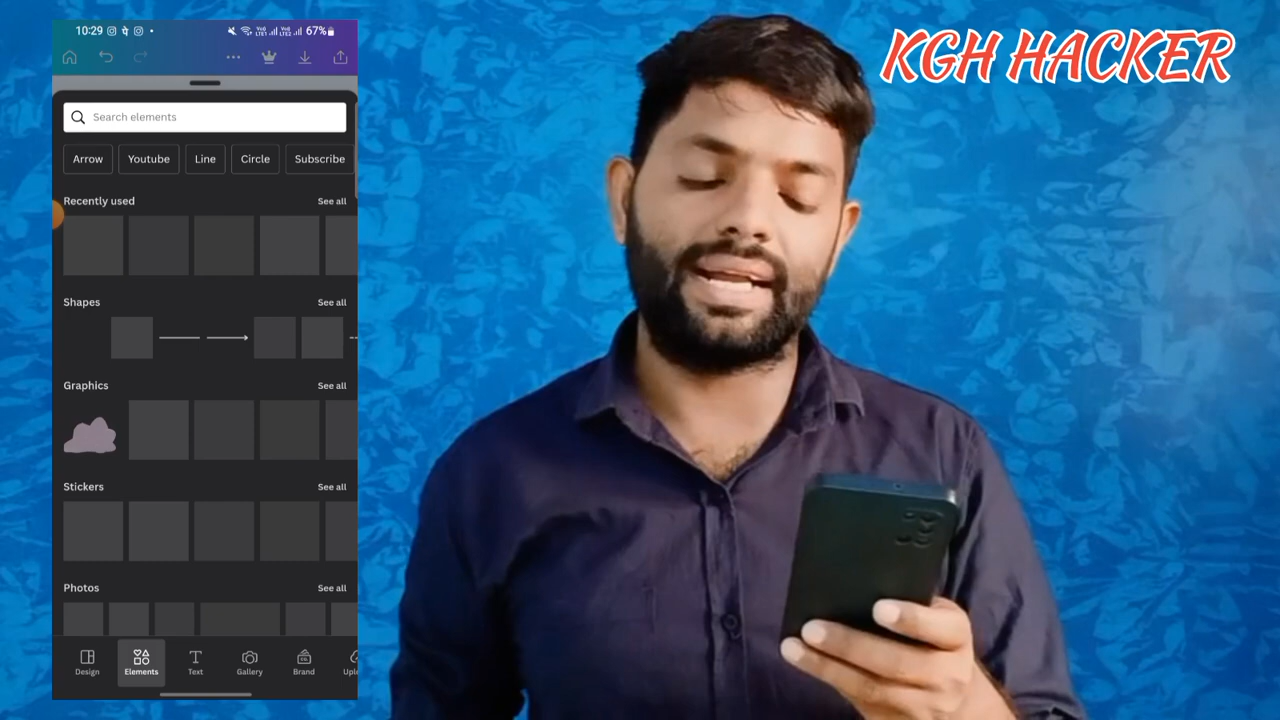 KGH HACKER
10:29
67%
Search elements
Arrow Youtube Line Circle Subscribe
Recently used See all
Shapes See all
Graphics See all
Stickers See all
Photos See all
Design Elements Text Gallery Brand